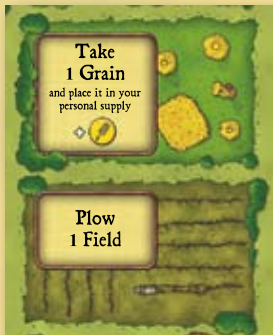 Take
1 Grain
and place it in your
personal supply
Plow
1 Field